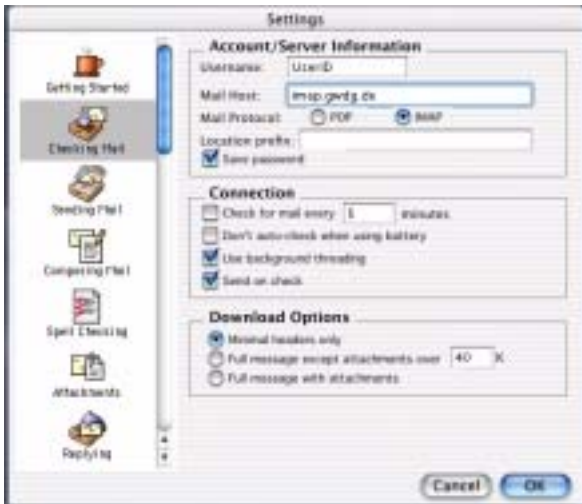 Settings
Getting Started
Checking Mail
Sending Mail
Composing Mail
Spell Checking
Attachments
Replying
Account/Server Information
Username: UserID
Mail Host: imap.gwdg.de
Mail Protocol: POP IMAP
Location prefix:
Save password
Connection
Check for mail every 5 minutes
Don't auto-check when using battery
Use background threading
Send on check
Download Options
Minimal headers only
Full message except attachments over 40 K
Full message with attachments
Cancel OK